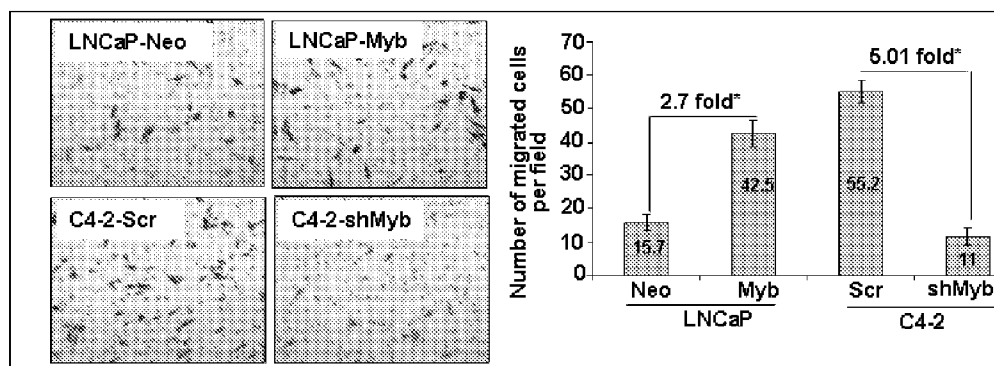 LNCaP-Neo
LNCaP-Myb
C4-2-Scr
C4-2-shMyb
Number of migrated cells
per field
70
60
50
40
30
20
10
0
2.7 fold*
5.01 fold*
15.7
42.5
55.2
11
Neo
Myb
Scr
shMyb
LNCaP
C4-2